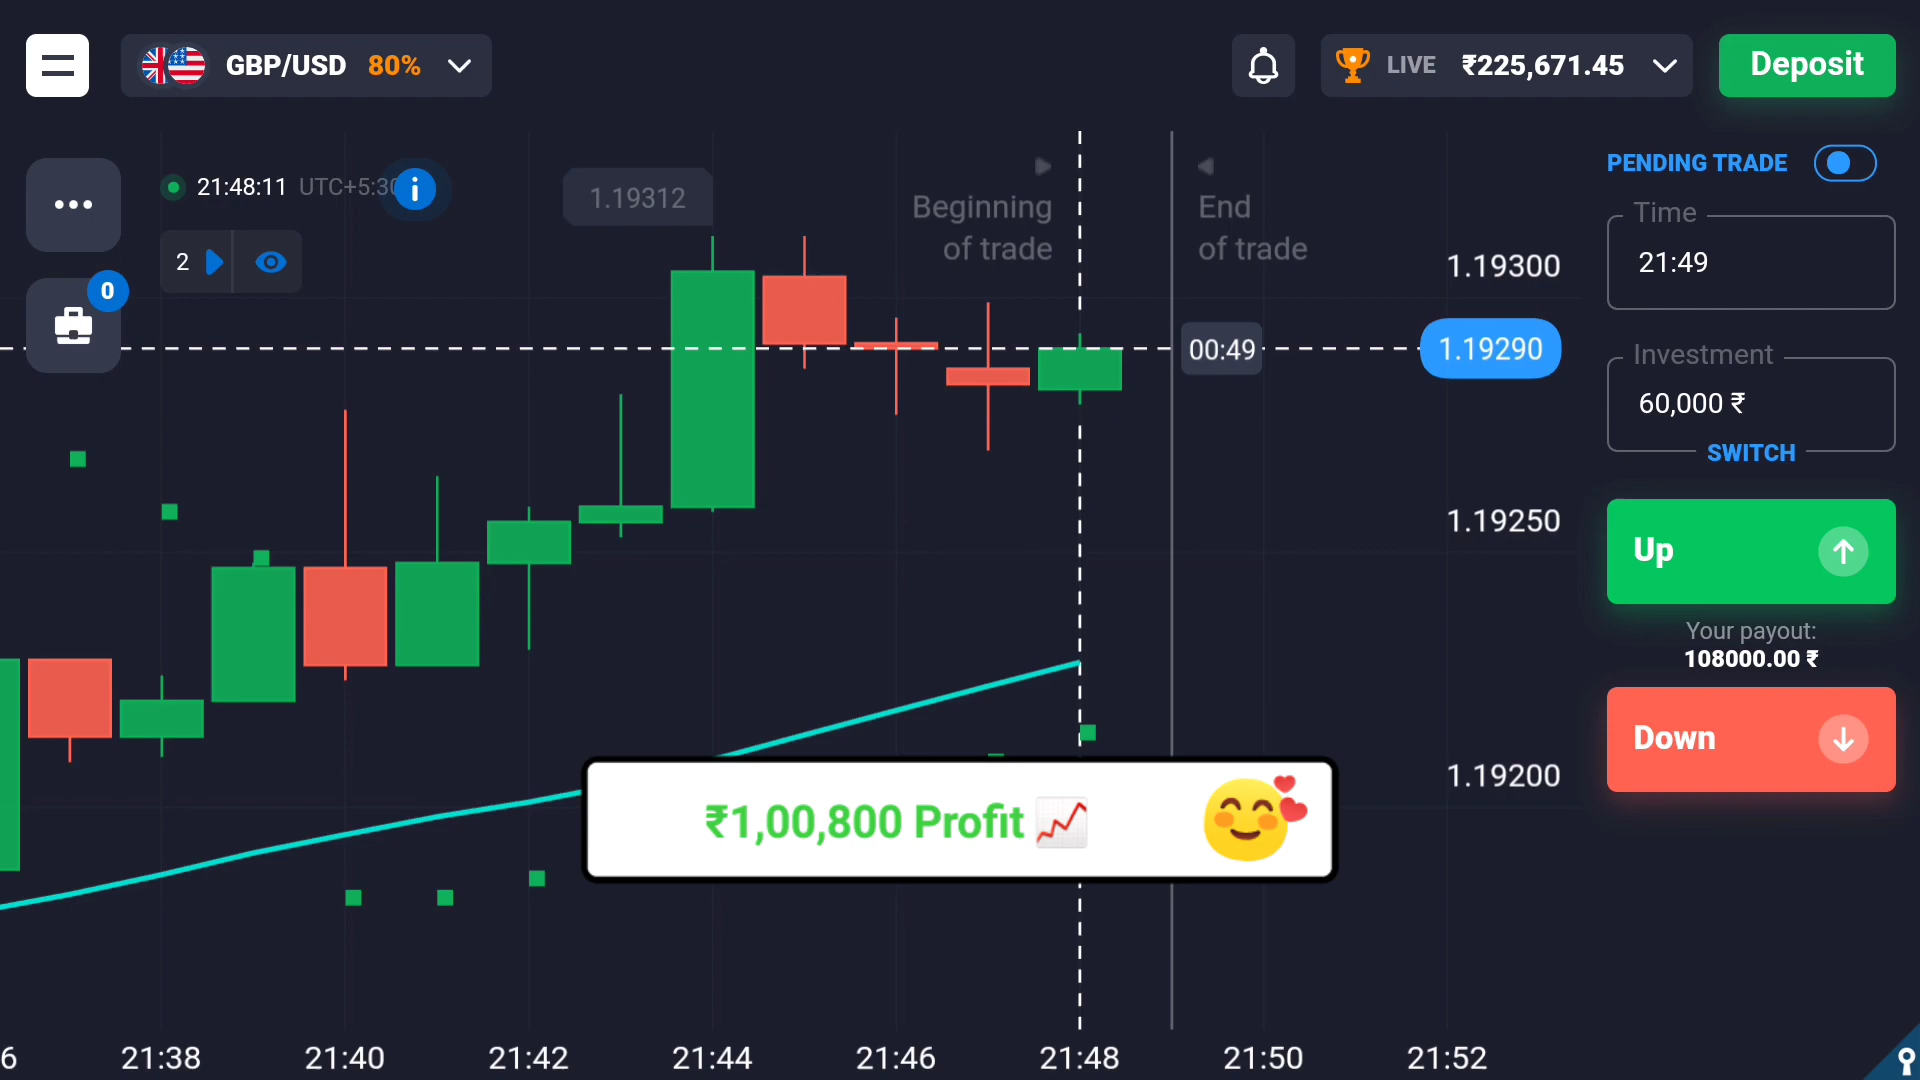 GBP/USD 80%
LIVE ₹225,671.45
Deposit
21:48:11 UTC+5:30
1.19312
Beginning
of trade
End
of trade
PENDING TRADE
Time
21:49
2
0
1.19300
00:49
1.19290
Investment
60,000 ₹
SWITCH
1.19250
Up
Your payout:
108000.00 ₹
Down
1.19200
₹1,00,800 Profit
6
21:38
21:40
21:42
21:44
21:46
21:48
21:50
21:52